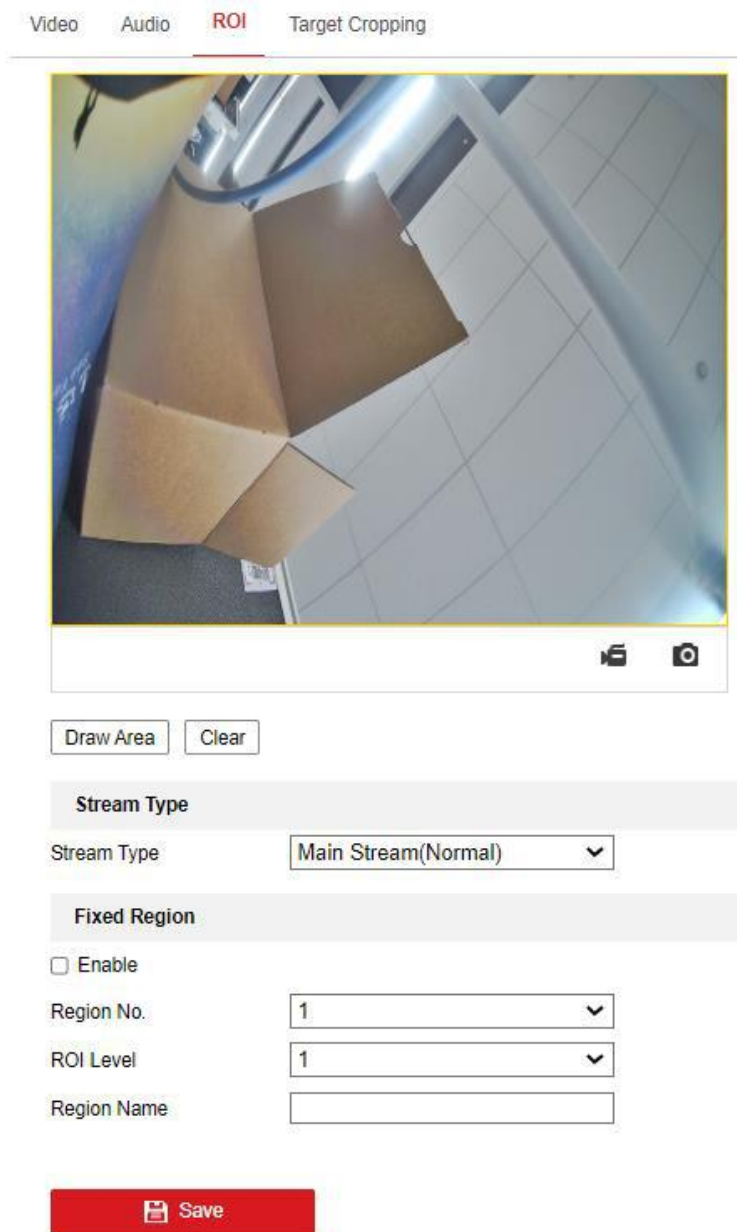 Video Audio ROI Target Cropping
Draw Area Clear
Stream Type
Stream Type Main Stream(Normal)
Fixed Region
Enable
Region No. 1
ROI Level 1
Region Name
Save